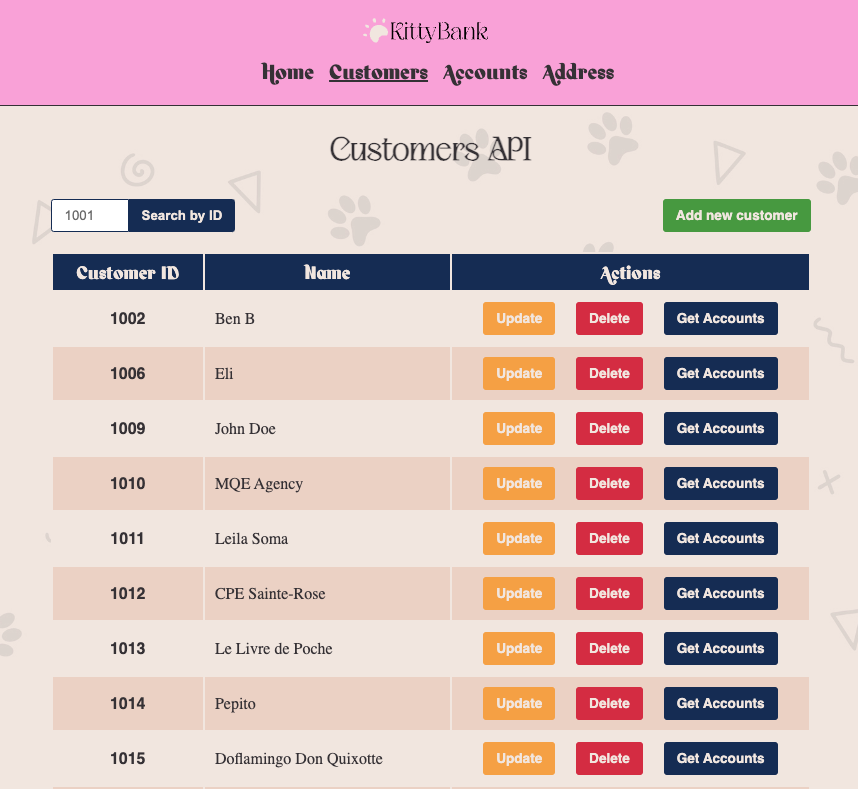 KittyBank
Home Customers Accounts Address
Customers API
1001 Search by ID Add new customer
Customer ID Name Actions
1002 Ben B Update Delete Get Accounts
1006 Eli Update Delete Get Accounts
1009 John Doe Update Delete Get Accounts
1010 MQE Agency Update Delete Get Accounts
1011 Leila Soma Update Delete Get Accounts
1012 CPE Sainte-Rose Update Delete Get Accounts
1013 Le Livre de Poche Update Delete Get Accounts
1014 Pepito Update Delete Get Accounts
1015 Doflamingo Don Quixotte Update Delete Get Accounts